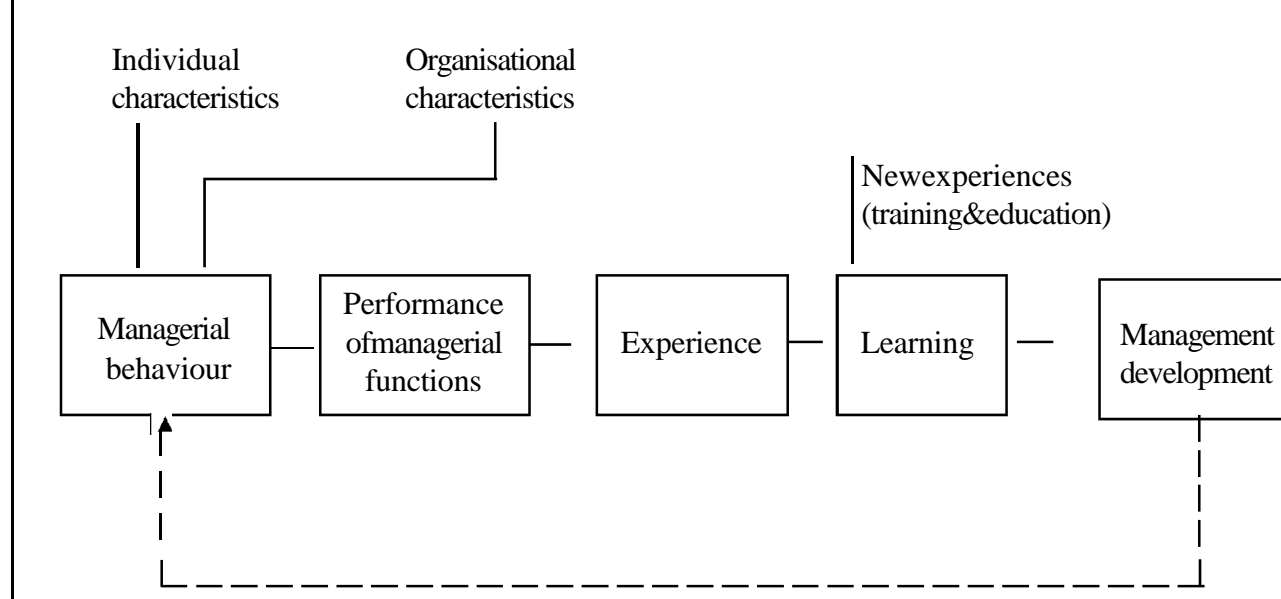 Individual
characteristics
Organisational
characteristics
Newexperiences
(training&education)
Managerial
behaviour
Performance
ofmanagerial
functions
Experience
Learning
Management
development